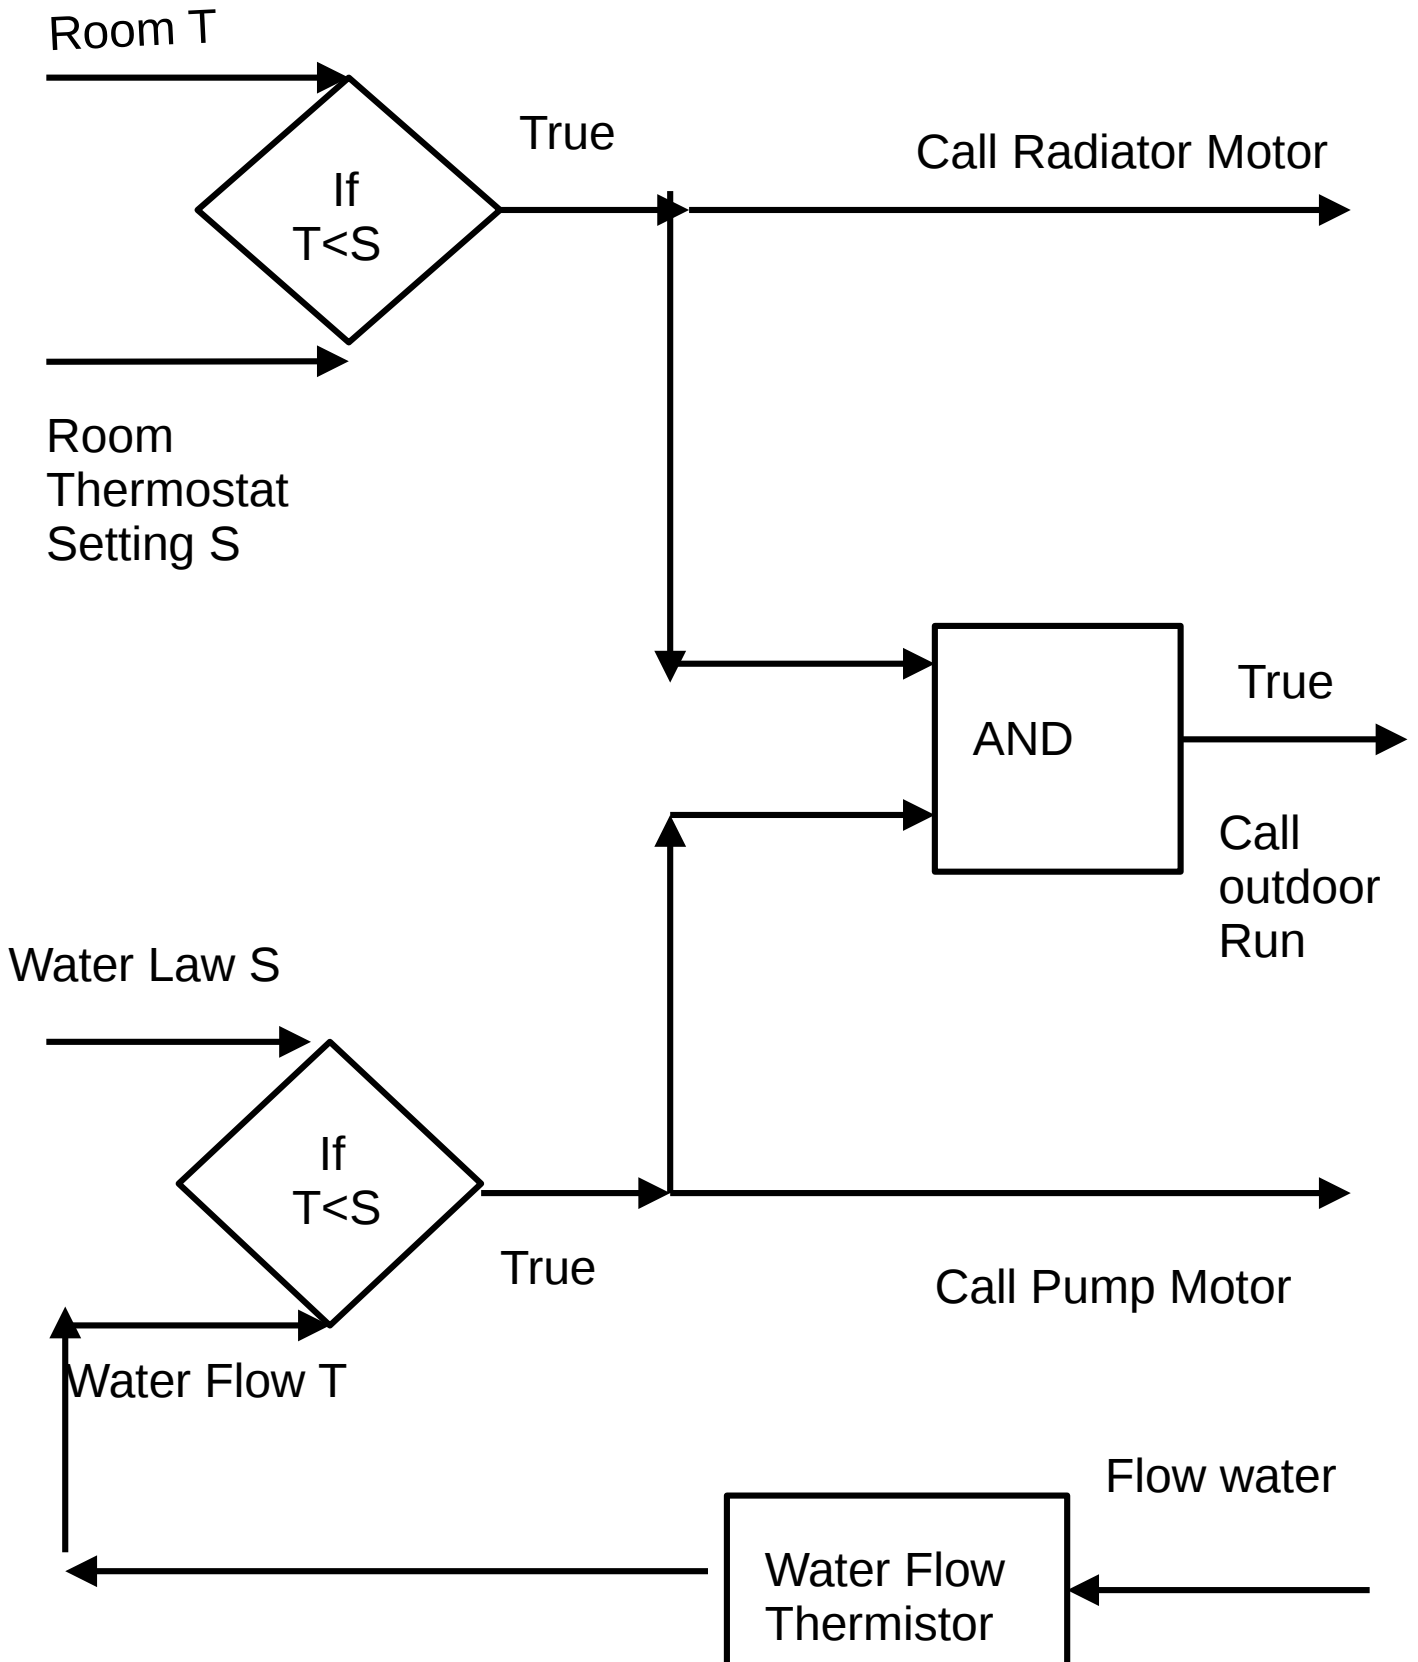 Room T
True
Call Radiator Motor
If
T<S
Room
Thermostat
Setting S
AND
True
Call
outdoor
Run
Water Law S
If
T<S
True
Call Pump Motor
Water Flow T
Flow water
Water Flow
Thermistor